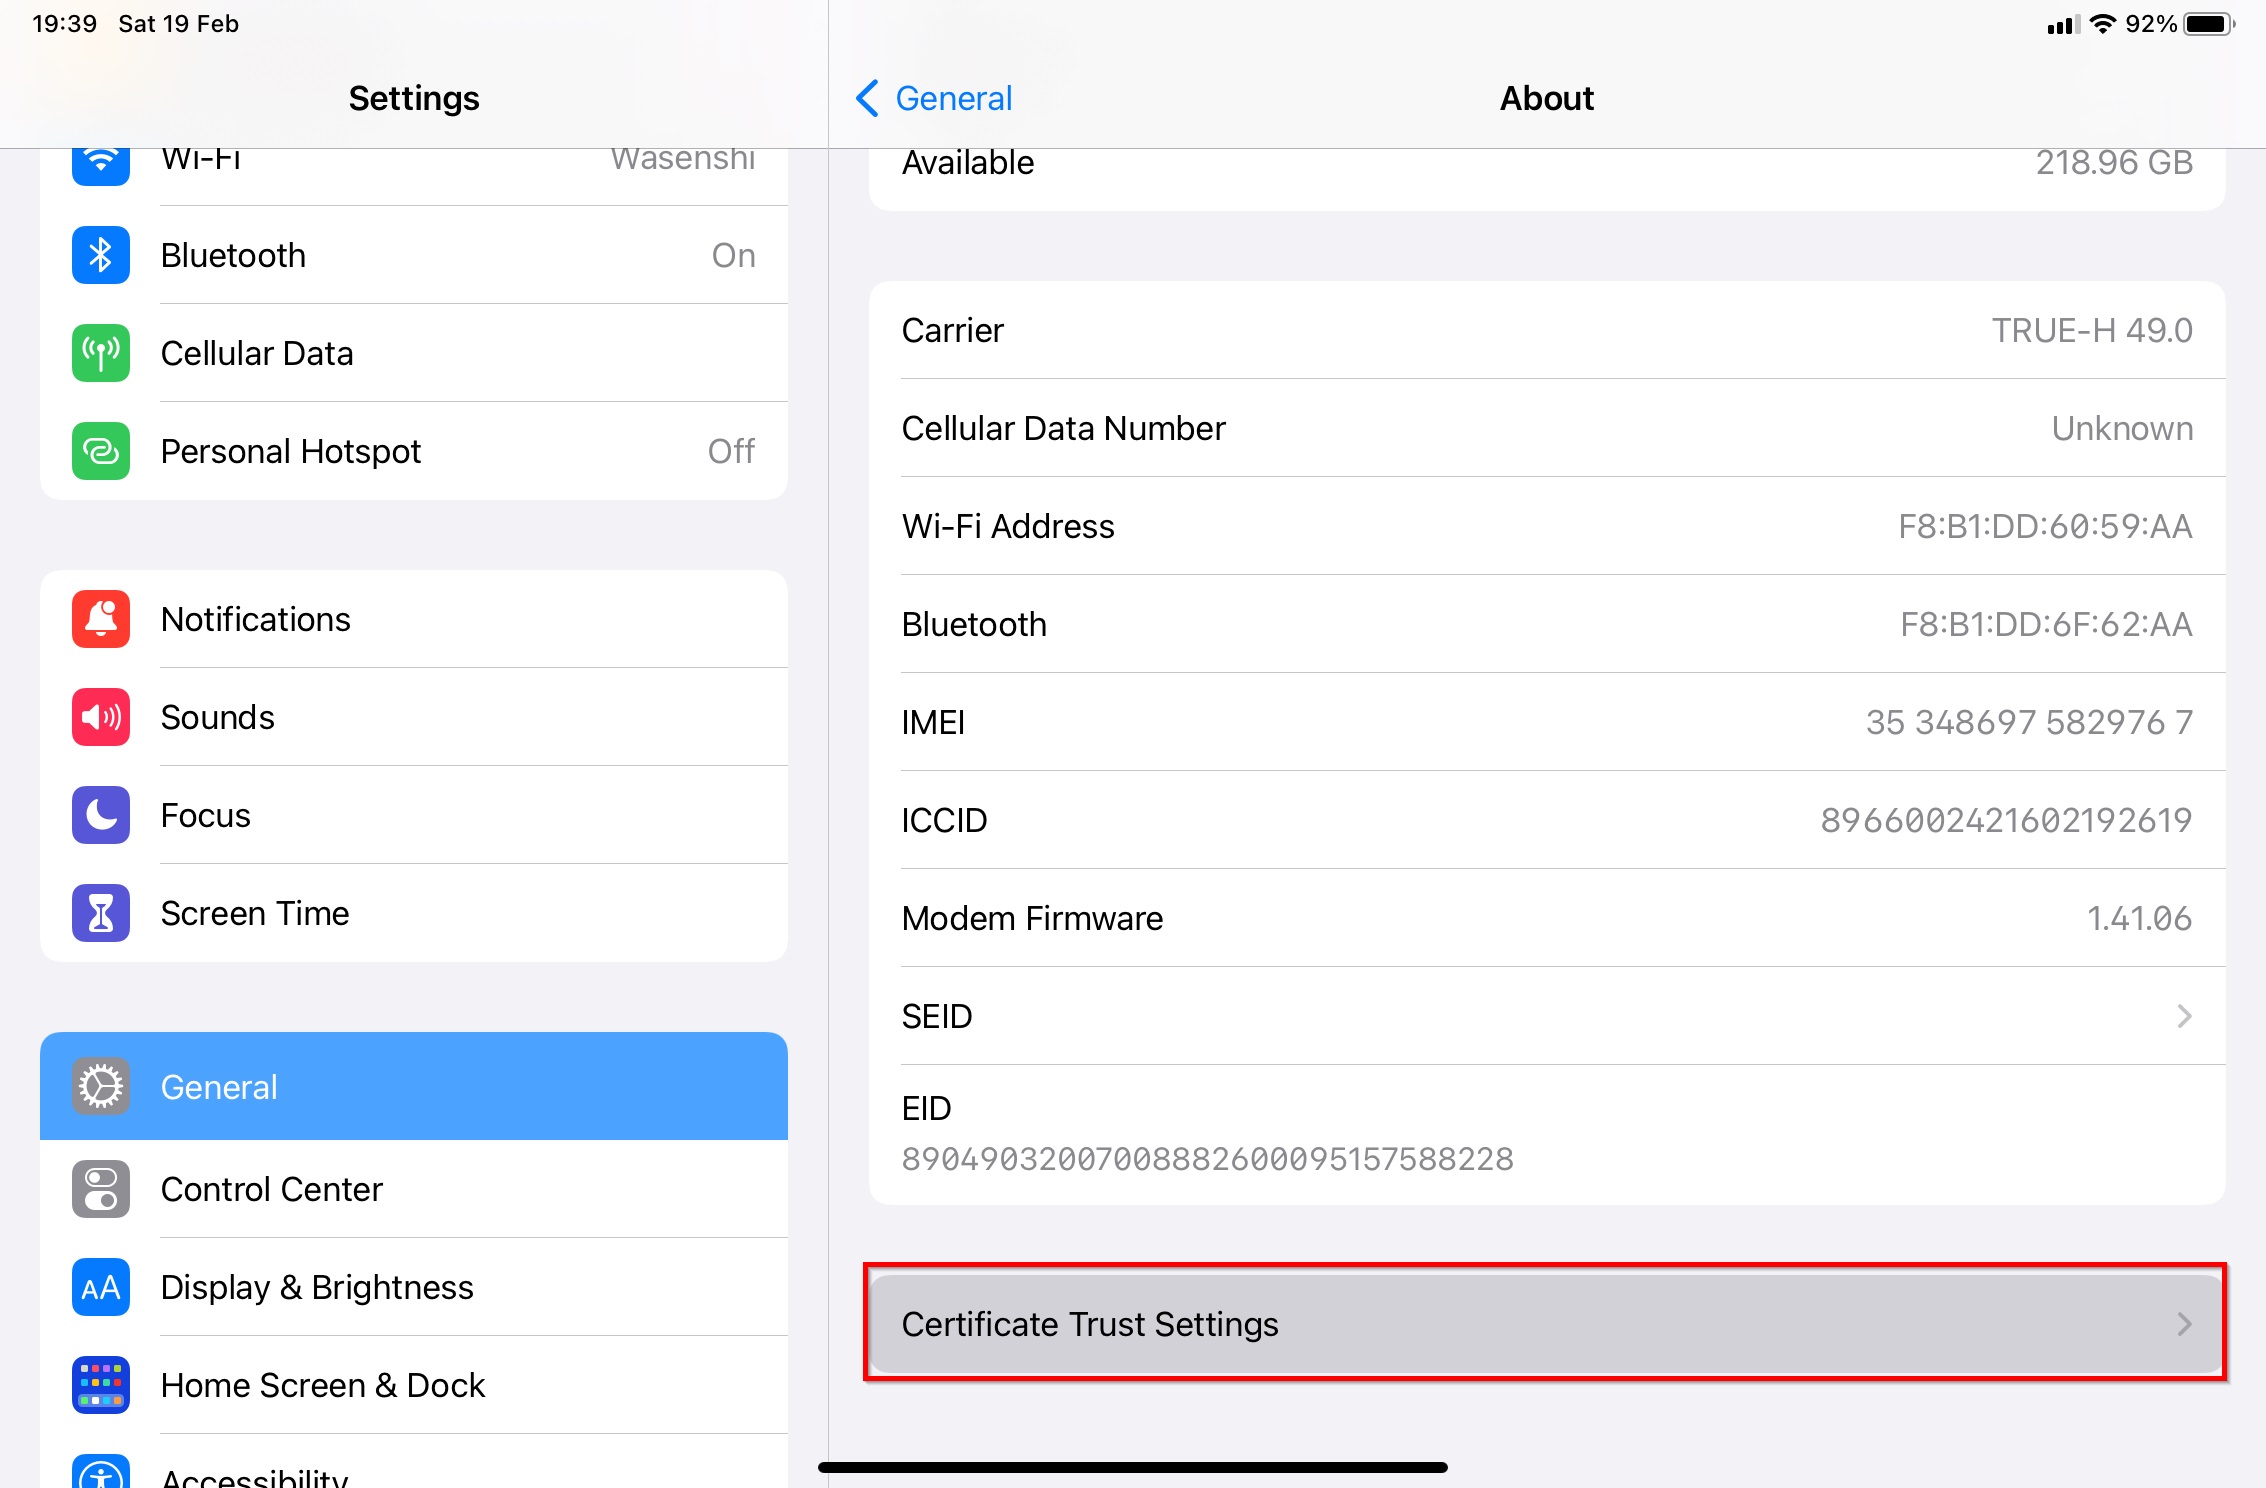 19:39 Sat 19 Feb
92%
Settings
Wi-Fi Wasenshi
Bluetooth On
Cellular Data
Personal Hotspot Off
Notifications
Sounds
Focus
Screen Time
General
Control Center
AA Display & Brightness
Home Screen & Dock
Accessibility
General
About
Available 218.96 GB
Carrier TRUE-H 49.0
Cellular Data Number Unknown
Wi-Fi Address F8:B1:DD:60:59:AA
Bluetooth F8:B1:DD:6F:62:AA
IMEI 35 348697 582976 7
ICCID 8966002421602192619
Modem Firmware 1.41.06
SEID
EID
89049032007008882600095157588228
Certificate Trust Settings